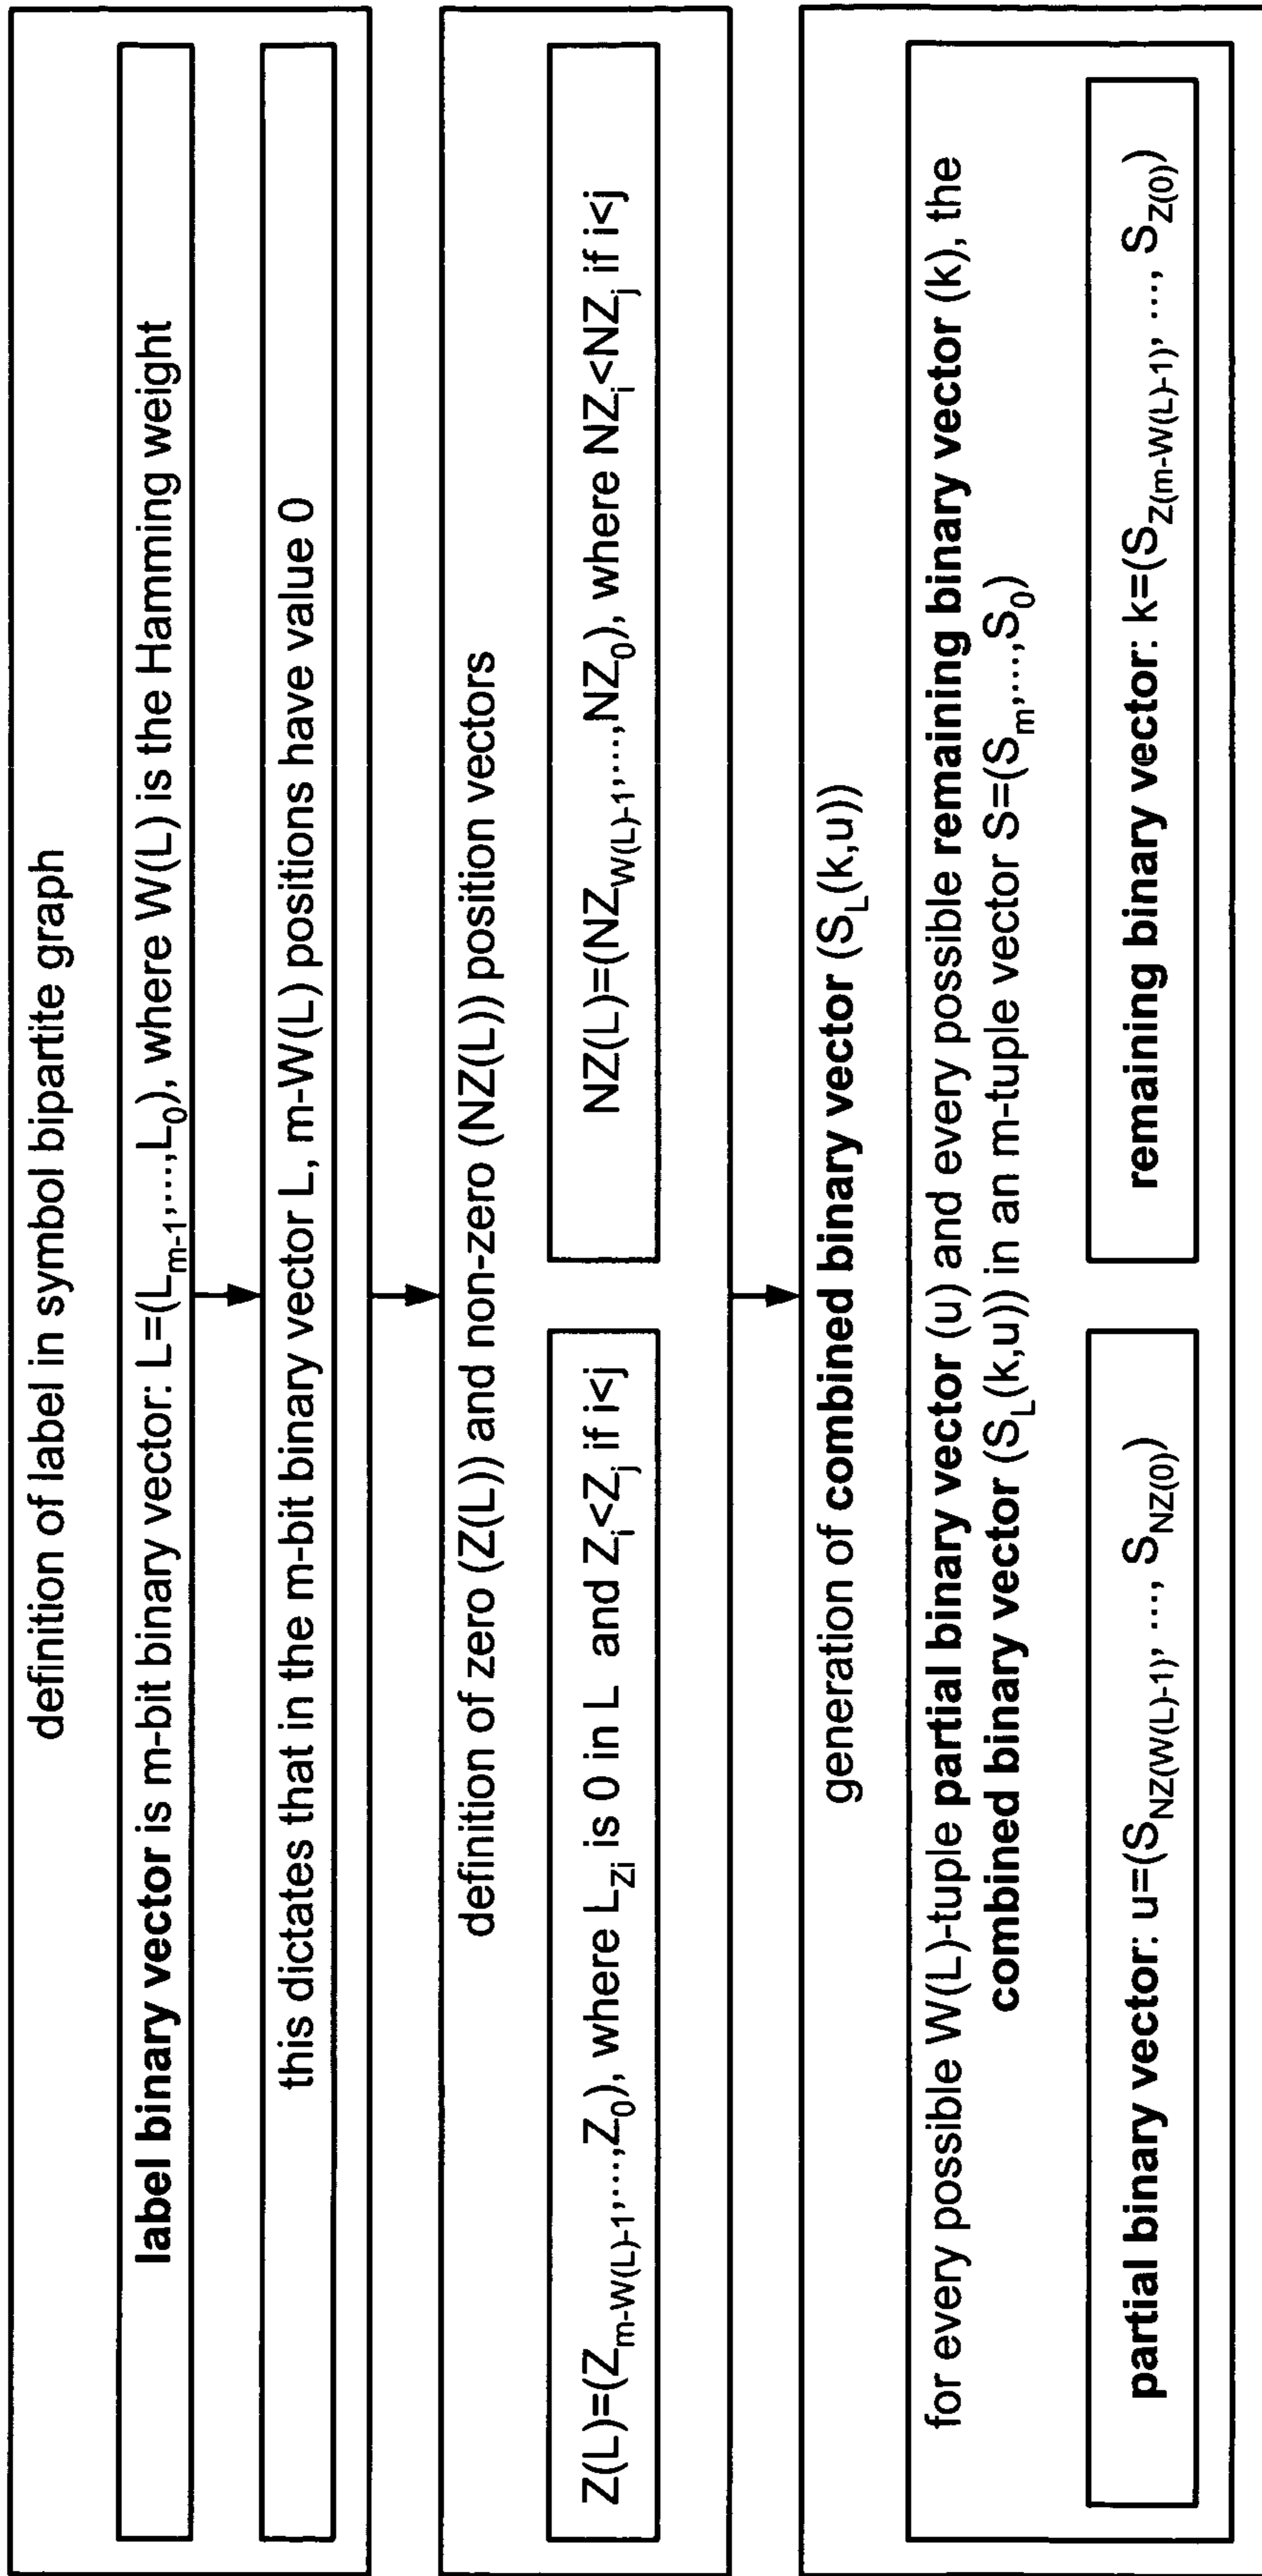 definition of label in symbol bipartite graph
label binary vector is m-bit binary vector: L=(L_{m-1},...,L_0), where W(L) is the Hamming weight
this dictates that in the m-bit binary vector L, m-W(L) positions have value 0
definition of zero (Z(L)) and non-zero (NZ(L)) position vectors
Z(L)=(Z_{m-W(L)-1},...,Z_0), where L_{Zi} is 0 in L and Z_i<Z_j if i<j
NZ(L)=(NZ_{W(L)-1},...,NZ_0), where NZ_i<NZ_j if i<j
generation of combined binary vector (S_L(k,u))
for every possible W(L)-tuple partial binary vector (u) and every possible remaining binary vector (k), the
combined binary vector (S_L(k,u)) in an m-tuple vector S=(S_m,...,S_0)
partial binary vector: u=(S_{NZ(W(L)-1)}, ..., S_{NZ(0)})
remaining binary vector: k=(S_{Z(m-W(L)-1)}, ..., S_{Z(0)})